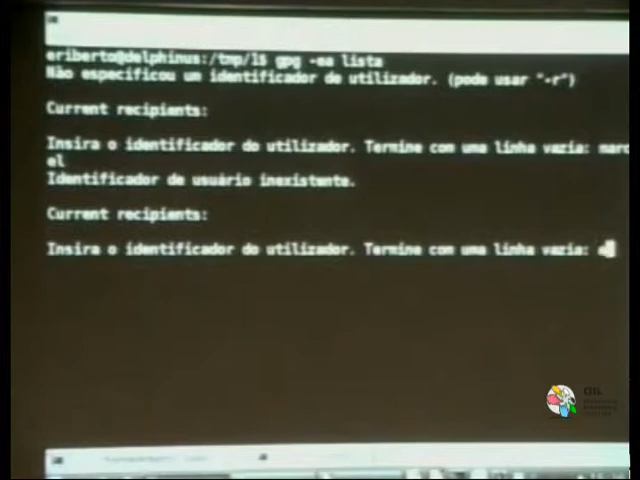 eriberto@delphinus:/tmp/1$ gpg -ea lista
Não especificou um identificador de utilizador. (pode usar "-r")
Current recipients:
Insira o identificador do utilizador. Termine com uma linha vazia: marc
el
Identificador de usuário inexistente.
Current recipients:
Insira o identificador do utilizador. Termine com uma linha vazia: